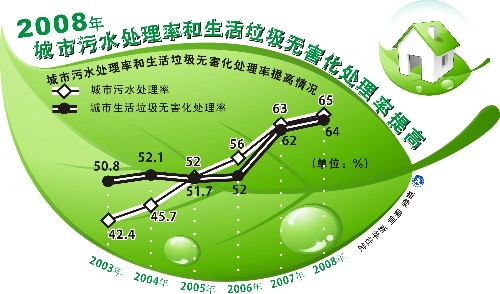 2008年
城市污水处理率和生活垃圾无害化处理率提高
城市污水处理率和生活垃圾无害化处理率提高情况
城市污水处理率
城市生活垃圾无害化处理率
63
65
56
62
64
50.8
52.1
52
51.7
52
(单位：%)
42.4
45.7
2003年
2004年
2005年
2006年
2007年
2008年
新华社发